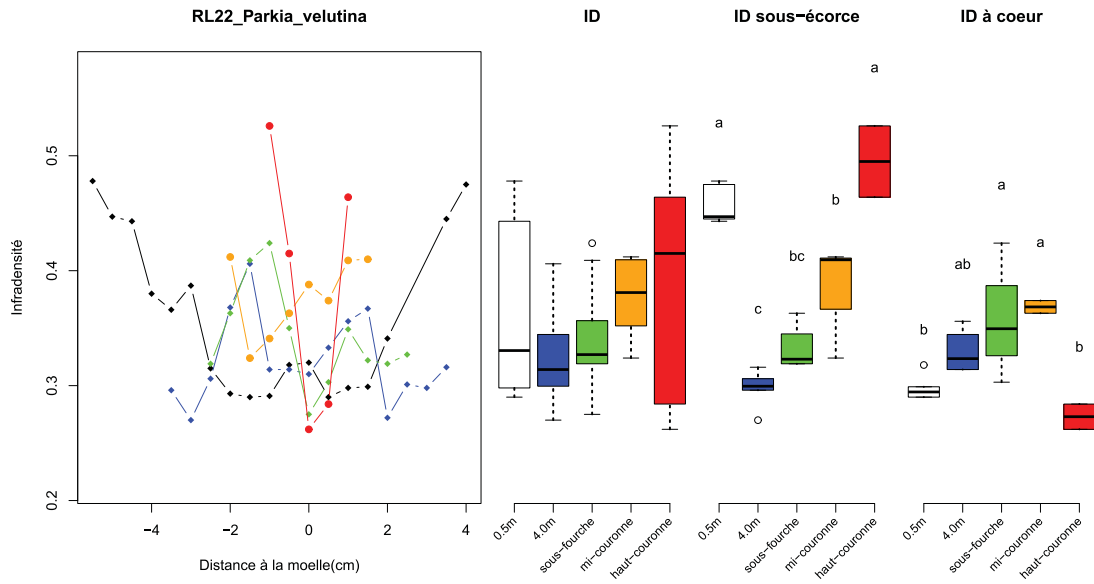 RL22_Parkia_velutina
ID
ID sous−écorce
ID à coeur
Infradensité
0.5
0.4
0.3
0.2
−4
−2
0
2
4
Distance à la moelle(cm)
0.5m
4.0m
sous−fourche
mi−couronne
haut−couronne
a
c
bc
b
a
0.5m
4.0m
sous−fourche
mi−couronne
haut−couronne
b
ab
a
a
b
0.5m
4.0m
sous−fourche
mi−couronne
haut−couronne